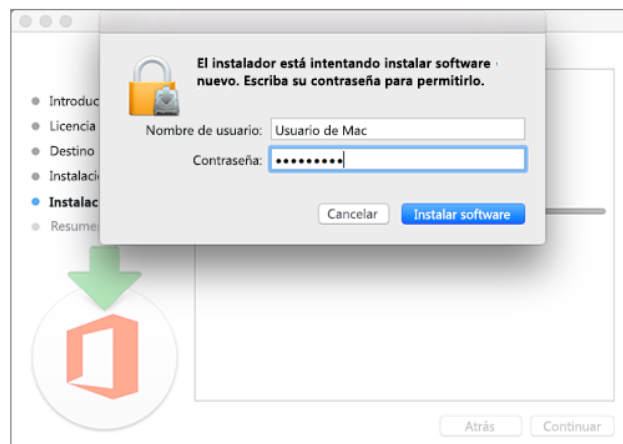 El instalador está intentando instalar software
nuevo. Escriba su contraseña para permitirlo.
Nombre de usuario: Usuario de Mac
Contraseña:
Cancelar Instalar software
Introduc
Licencia
Destino
Instalaci
Instalac
Resume
Atrás Continuar